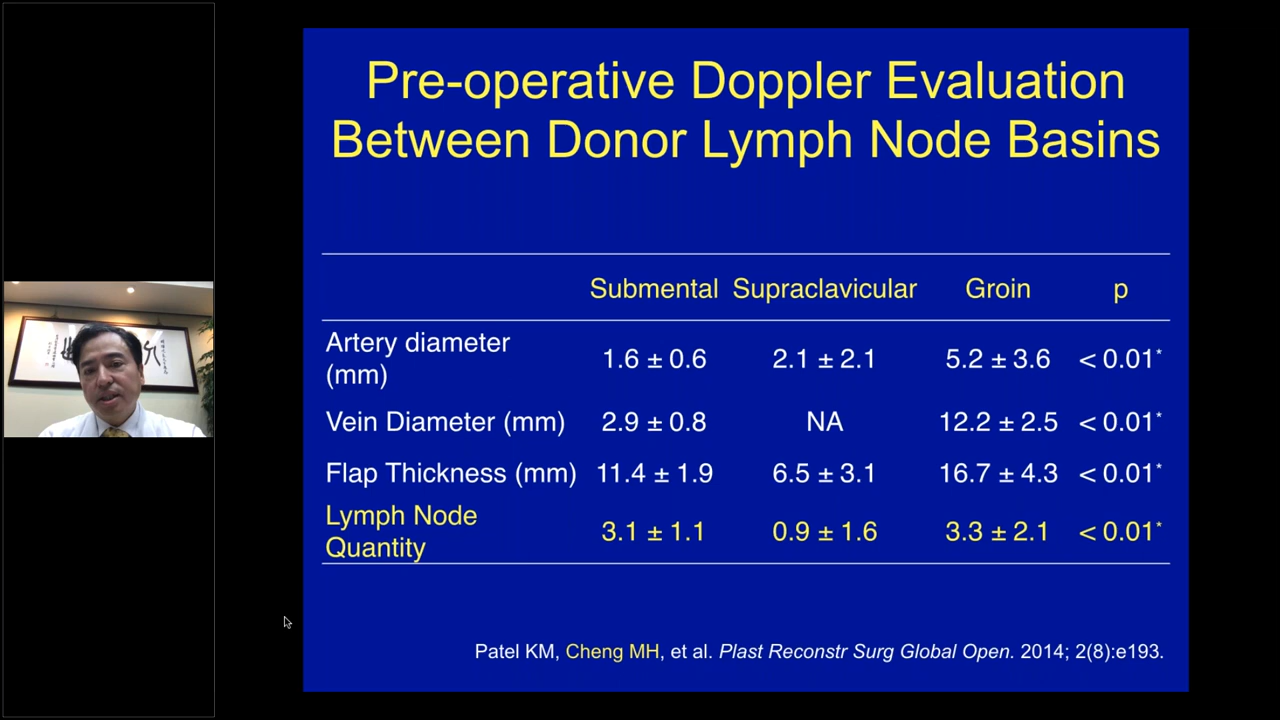 Pre-operative Doppler Evaluation
Between Donor Lymph Node Basins
Submental Supraclavicular Groin p
Artery diameter
(mm) 1.6 ± 0.6 2.1 ± 2.1 5.2 ± 3.6 < 0.01*
Vein Diameter (mm) 2.9 ± 0.8 NA 12.2 ± 2.5 < 0.01*
Flap Thickness (mm) 11.4 ± 1.9 6.5 ± 3.1 16.7 ± 4.3 < 0.01*
Lymph Node
Quantity 3.1 ± 1.1 0.9 ± 1.6 3.3 ± 2.1 < 0.01*
Patel KM, Cheng MH, et al. Plast Reconstr Surg Global Open. 2014; 2(8):e193.